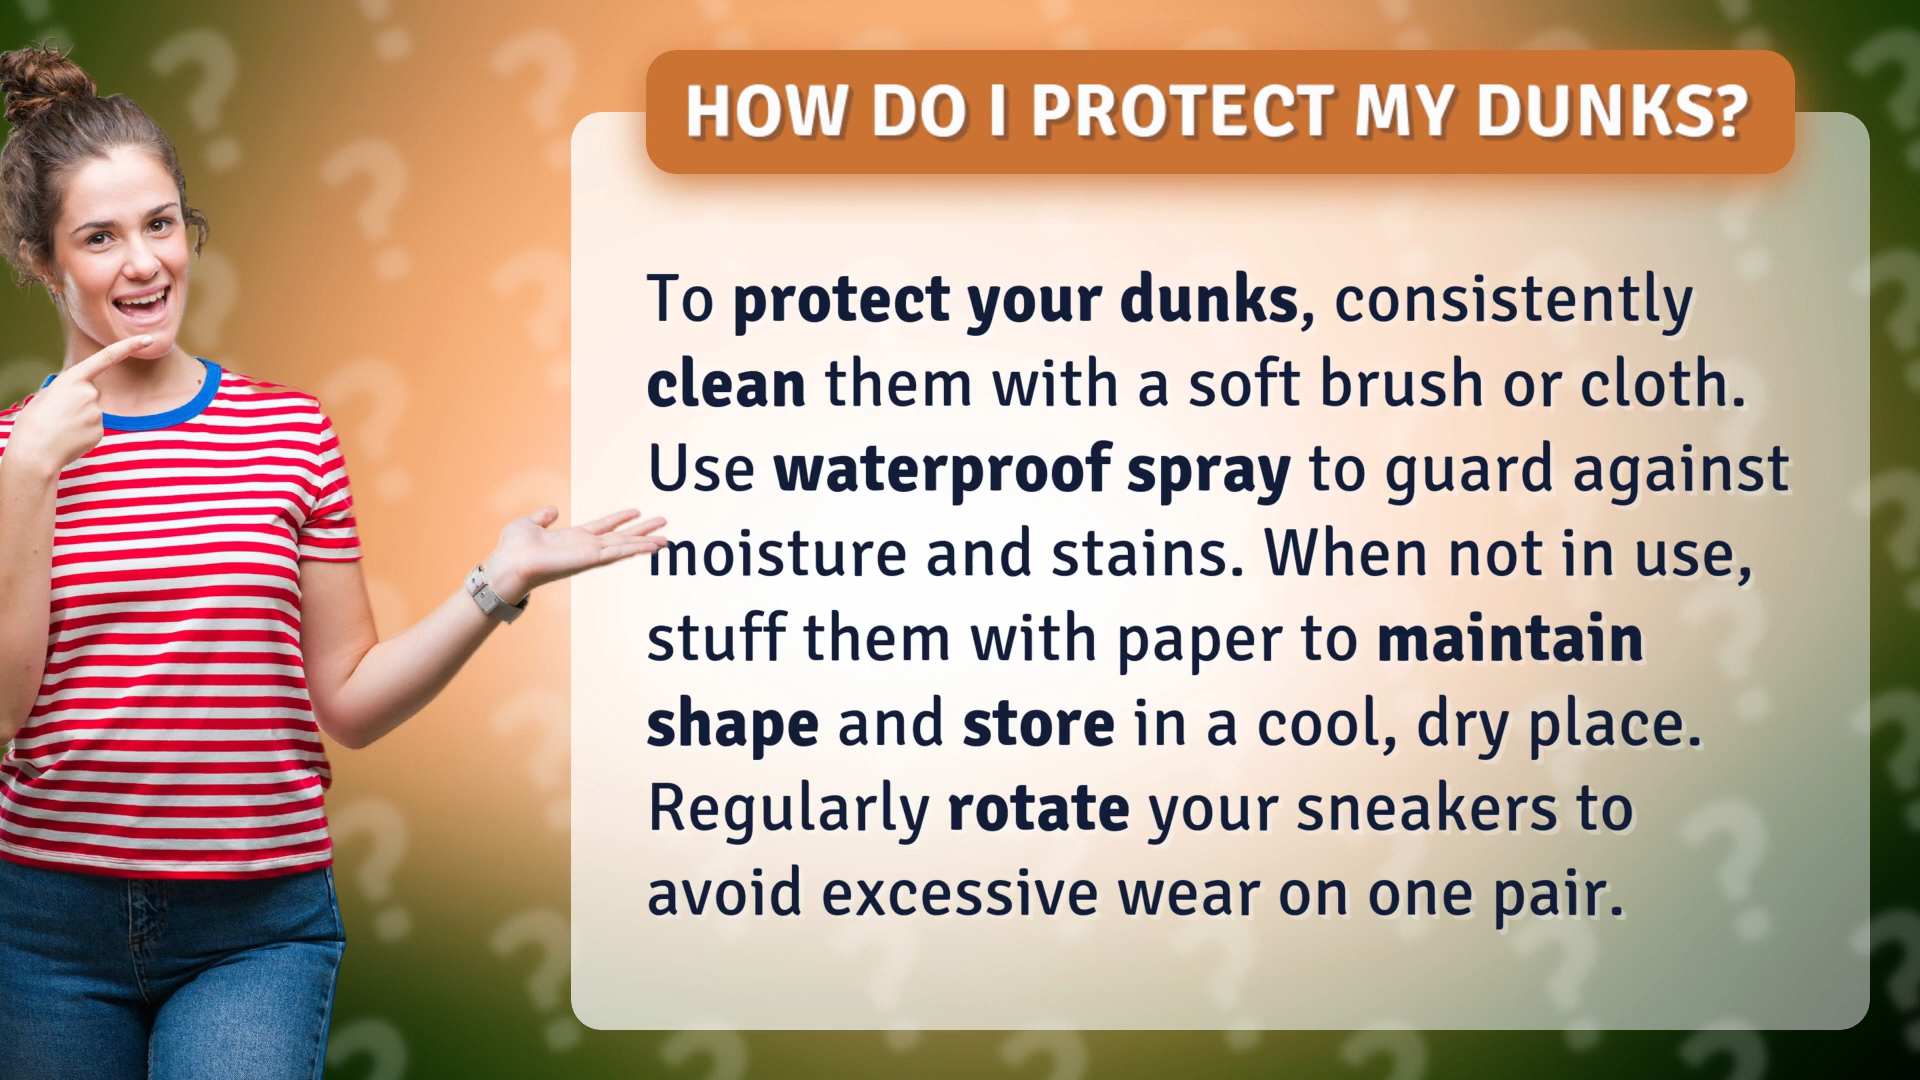 HOW DO I PROTECT MY DUNKS?
To protect your dunks, consistently
clean them with a soft brush or cloth.
Use waterproof spray to guard against
moisture and stains. When not in use,
stuff them with paper to maintain
shape and store in a cool, dry place.
Regularly rotate your sneakers to
avoid excessive wear on one pair.